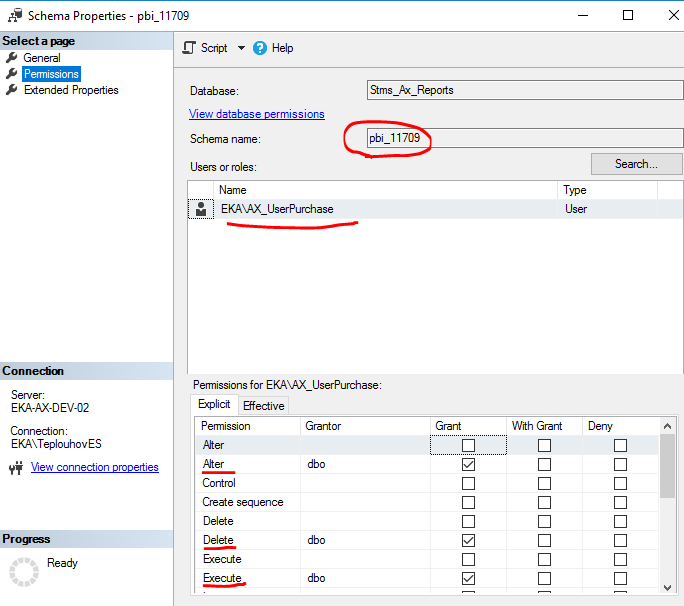 Schema Properties - pbi_11709
Select a page
General
Permissions
Extended Properties
Script Help
Database: Stms_Ax_Reports
View database permissions
Schema name: pbi_11709
Users or roles: Search...
Name Type
EKA\AX_UserPurchase User
Connection
Server:
EKA-AX-DEV-02
Connection:
EKA\TeplouhovES
View connection properties
Progress
Ready
Permissions for EKA\AX_UserPurchase:
Explicit Effective
Permission Grantor Grant With Grant Deny
Alter
Alter dbo
Control
Create sequence
Delete
Delete dbo
Execute
Execute dbo